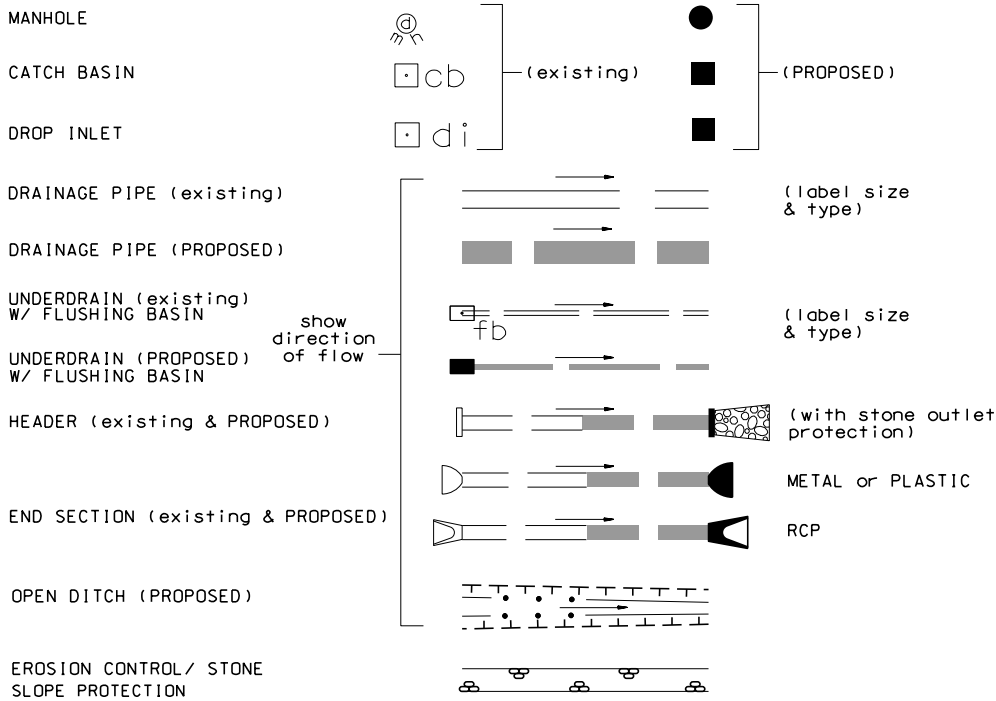 MANHOLE
d
mh
CATCH BASIN
cb
(existing)
(PROPOSED)
DROP INLET
di
DRAINAGE PIPE (existing)
(label size
& type)
DRAINAGE PIPE (PROPOSED)
UNDERDRAIN (existing)
W/ FLUSHING BASIN
fb
(label size
& type)
show
direction
of flow
UNDERDRAIN (PROPOSED)
W/ FLUSHING BASIN
HEADER (existing & PROPOSED)
(with stone outlet
protection)
METAL or PLASTIC
END SECTION (existing & PROPOSED)
RCP
OPEN DITCH (PROPOSED)
EROSION CONTROL/ STONE
SLOPE PROTECTION